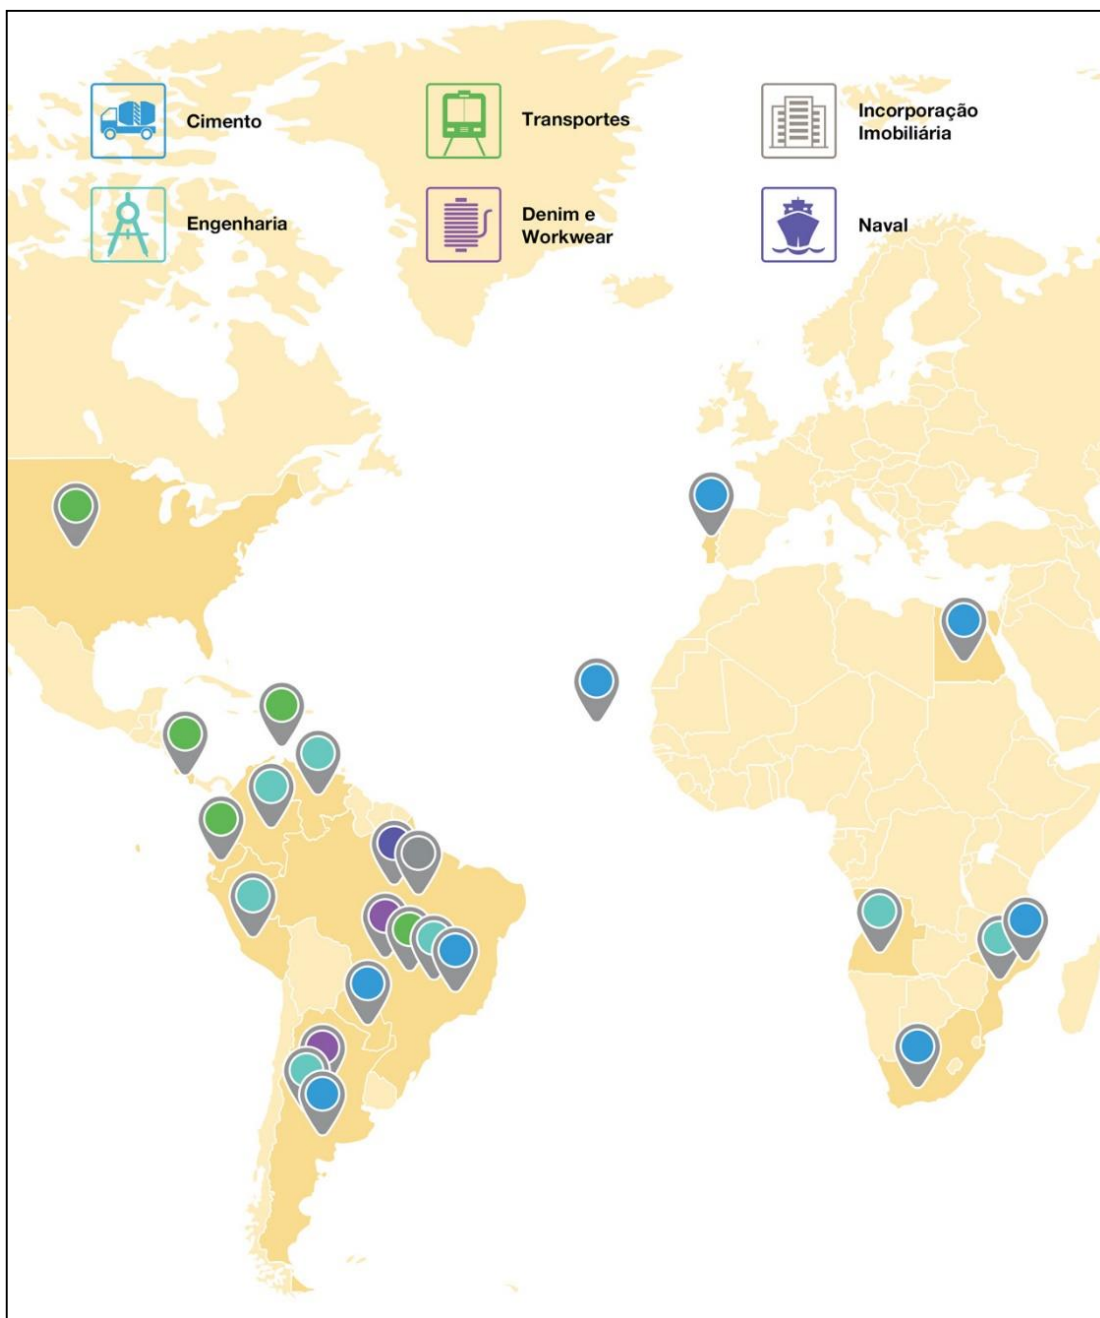 Cimento
Transportes
Incorporação
Imobiliária
Engenharia
Denim e
Workwear
Naval